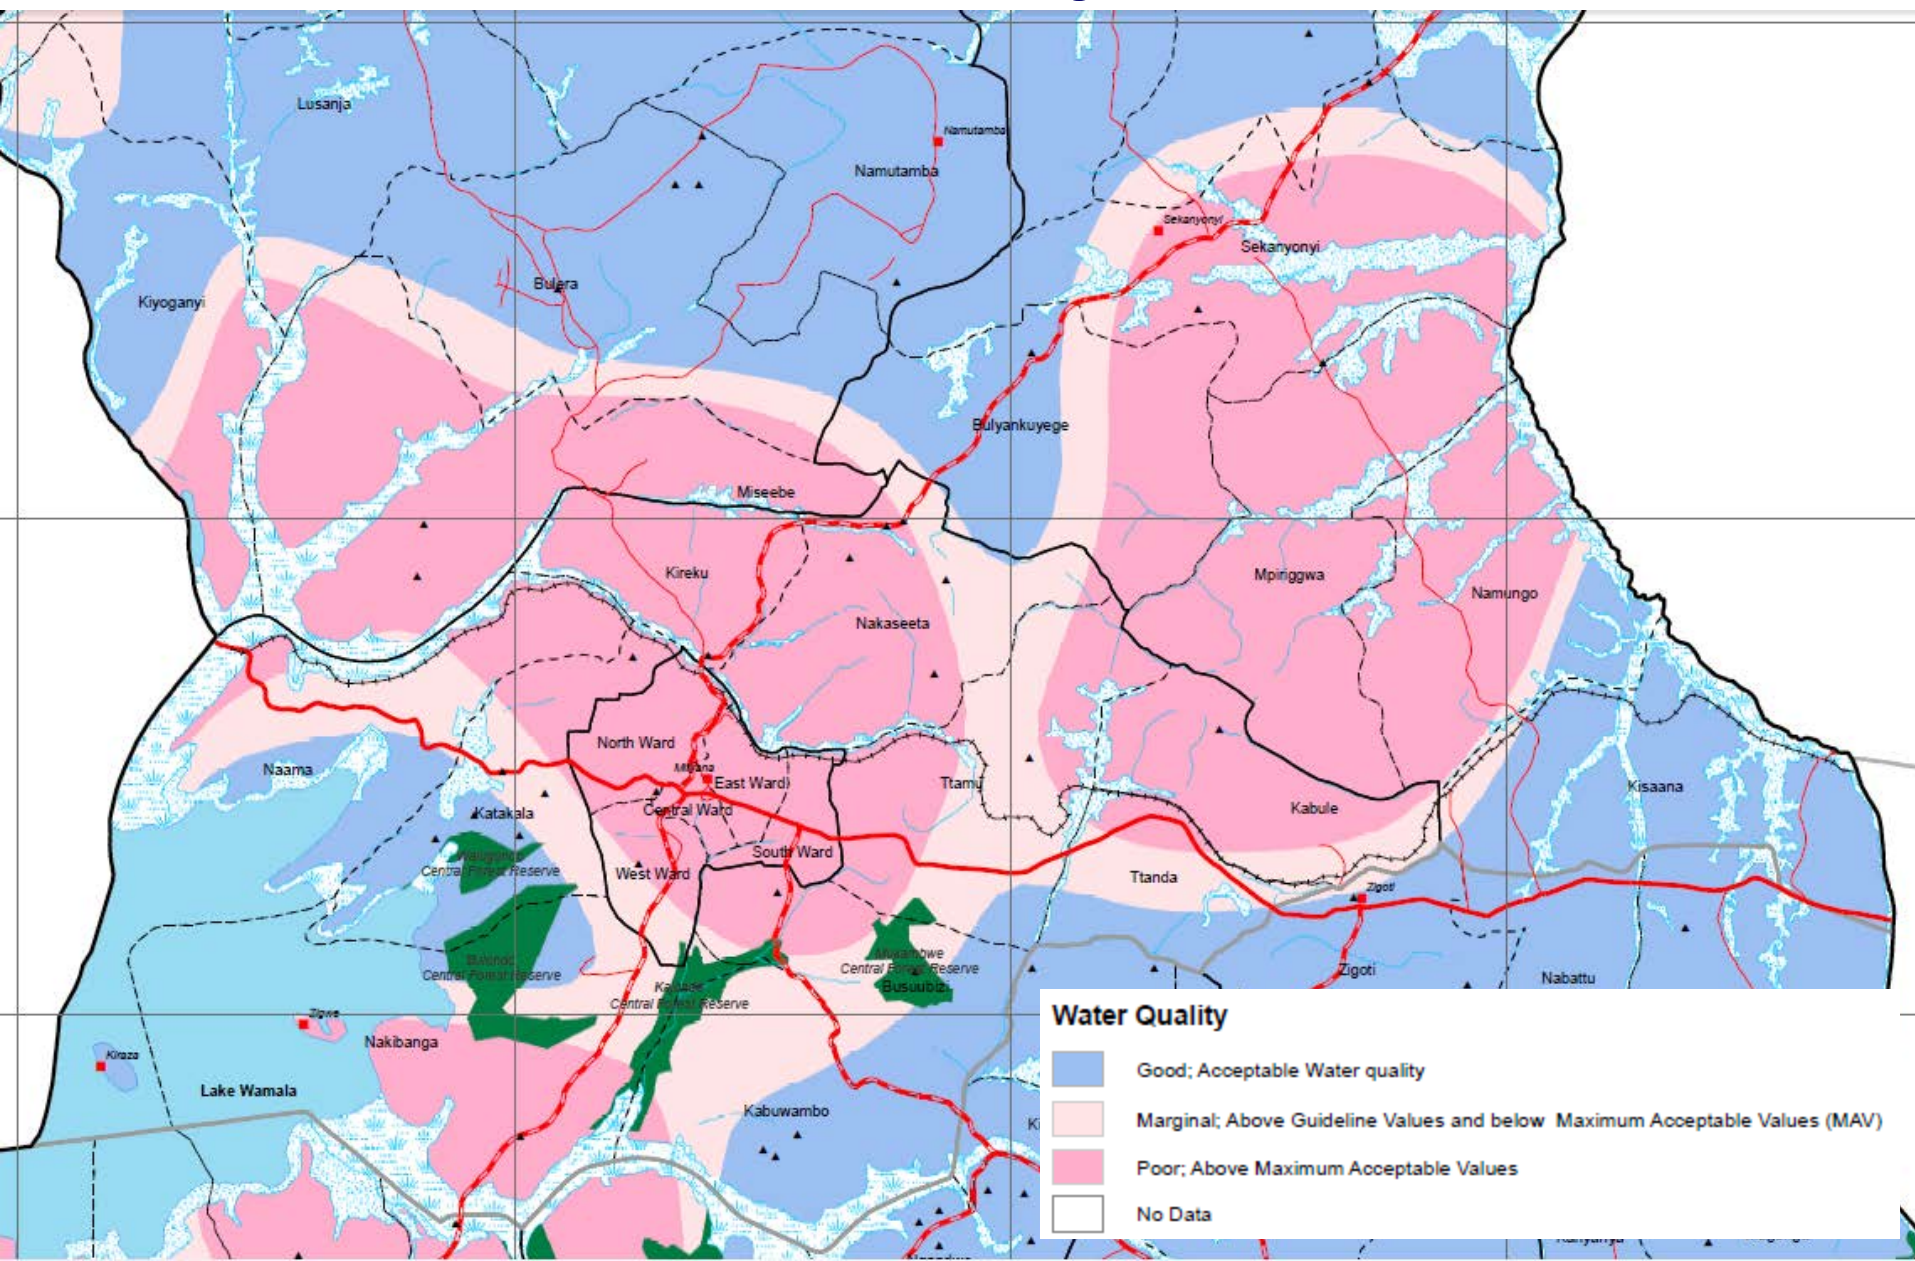 Lusanja
Namutamba
Namutamba
Sekanyonyi
Sekanyonyi
Bulera
Kiyoganyi
Bulyankuyege
Miseebe
Kireku
Mpiriggwa
Namungo
Nakaseeta
North Ward
Mityana
Naama
East Ward
Ttamu
Kisaana
Katakala
Central Ward
Kabule
South Ward
Central Forest Reserve
West Ward
Ttanda
Zigoti
Central Forest Reserve
Central Forest Reserve
Busuubizi
Zigoti
Nabattu
Central Forest Reserve
Zigwe
Nakibanga
Kiraza
Lake Wamala
Kabuwambo
Water Quality
Good; Acceptable Water quality
Marginal; Above Guideline Values and below Maximum Acceptable Values (MAV)
Poor; Above Maximum Acceptable Values
No Data